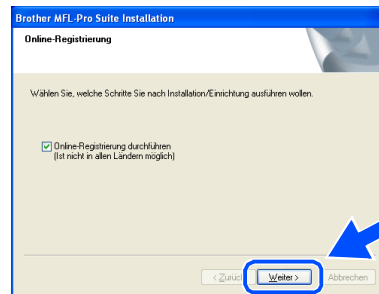 Brother MFL-Pro Suite Installation
Online-Registrierung
Wählen Sie, welche Schritte Sie nach Installation/Einrichtung ausführen wollen.
Online-Registrierung durchführen
(Ist nicht in allen Ländern möglich)
< Zurück Weiter > Abbrechen